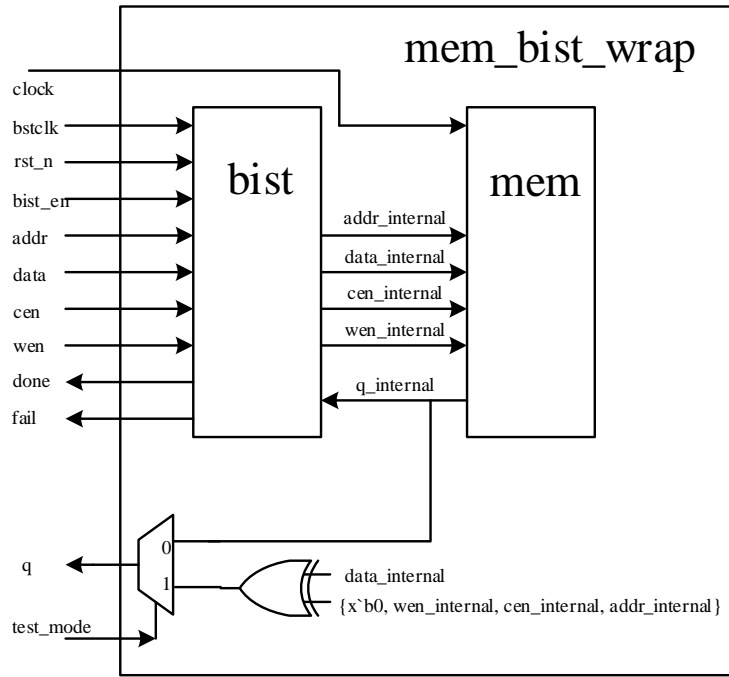 mem_bist_wrap
clock
bstclk
rst_n
bist_en
addr
data
cen
wen
done
fail
bist
mem
addr_internal
data_internal
cen_internal
wen_internal
q_internal
q
0
1
test_mode
data_internal
{x`b0, wen_internal, cen_internal, addr_internal}